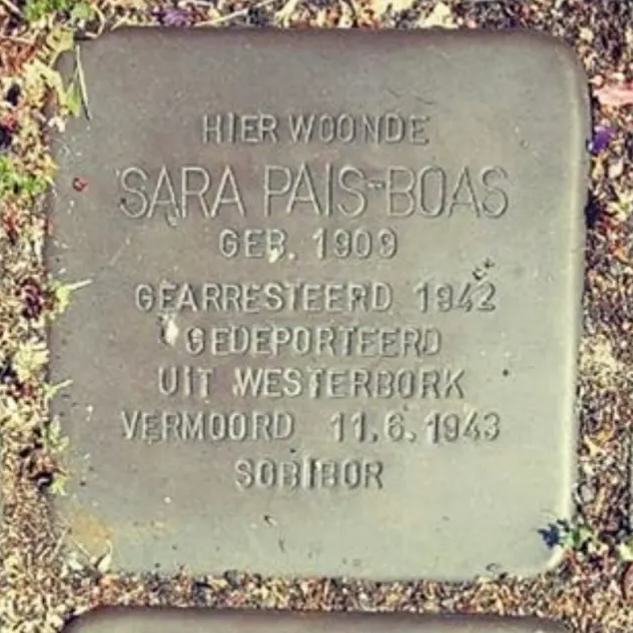 HIER WOONDE
SARA PAIS-BOAS
GEB. 1909
GEARRESTEERD 1942
GEDEPORTEERD
UIT WESTERBORK
VERMOORD 11.6.1943
SOBIBOR